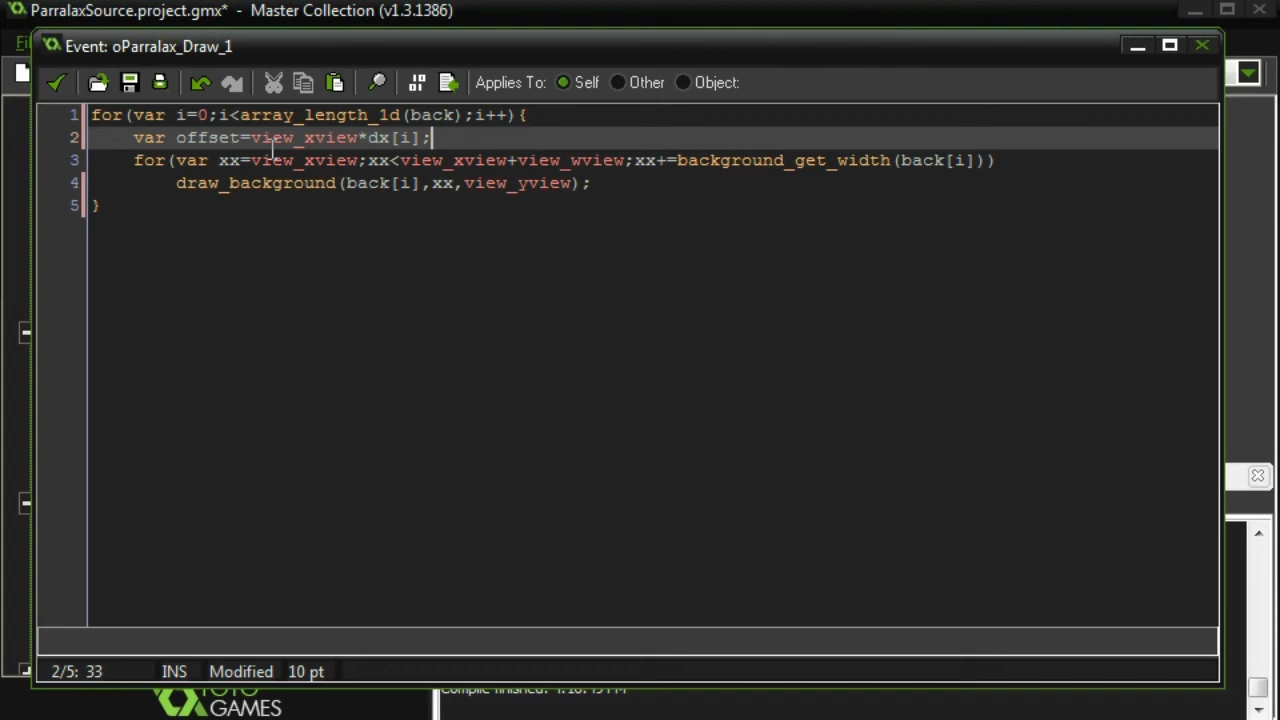 ParralaxSource.project.gmx* - Master Collection (v1.3.1386)
Event: oParralax_Draw_1
Applies To: Self Other Object:
1 for(var i=0;i<array_length_1d(back);i++){
2 var offset=view_xview*dx[i];
3 for(var xx=view_xview;xx<view_xview+view_wview;xx+=background_get_width(back[i]))
4 draw_background(back[i],xx,view_yview);
5 }
2/5: 33 INS Modified 10 pt
GAMES